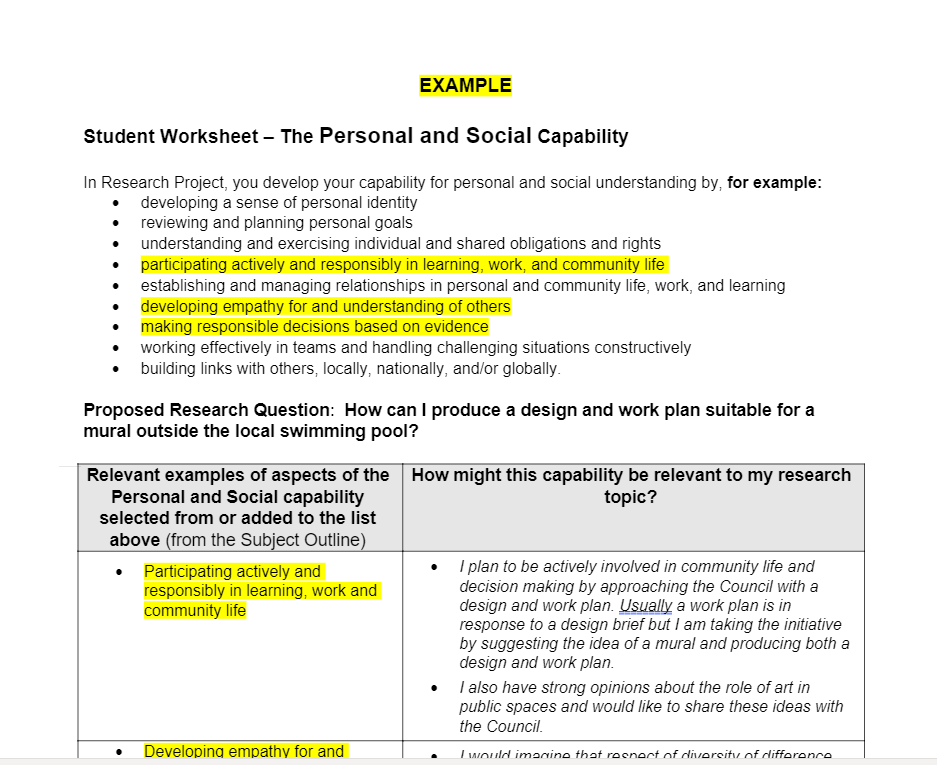 EXAMPLE
Student Worksheet – The Personal and Social Capability
In Research Project, you develop your capability for personal and social understanding by, for example:
• developing a sense of personal identity
• reviewing and planning personal goals
• understanding and exercising individual and shared obligations and rights
• participating actively and responsibly in learning, work, and community life
• establishing and managing relationships in personal and community life, work, and learning
• developing empathy for and understanding of others
• making responsible decisions based on evidence
• working effectively in teams and handling challenging situations constructively
• building links with others, locally, nationally, and/or globally.
Proposed Research Question: How can I produce a design and work plan suitable for a
mural outside the local swimming pool?
Relevant examples of aspects of the
Personal and Social capability
selected from or added to the list
above (from the Subject Outline)
How might this capability be relevant to my research
topic?
• Participating actively and
responsibly in learning, work and
community life
• I plan to be actively involved in community life and
decision making by approaching the Council with a
design and work plan. Usually a work plan is in
response to a design brief but I am taking the initiative
by suggesting the idea of a mural and producing both a
design and work plan.
• I also have strong opinions about the role of art in
public spaces and would like to share these ideas with
the Council.
• Developing empathy for and
• I would imagine that respect of diversity of difference